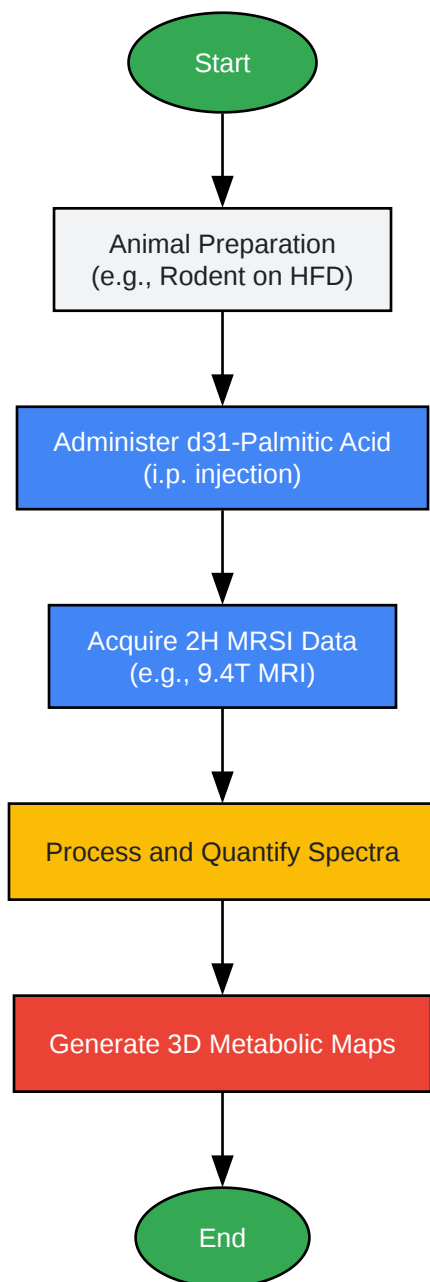 Start
Animal Preparation
(e.g., Rodent on HFD)
Administer d31-Palmitic Acid
(i.p. injection)
Acquire 2H MRSI Data
(e.g., 9.4T MRI)
Process and Quantify Spectra
Generate 3D Metabolic Maps
End